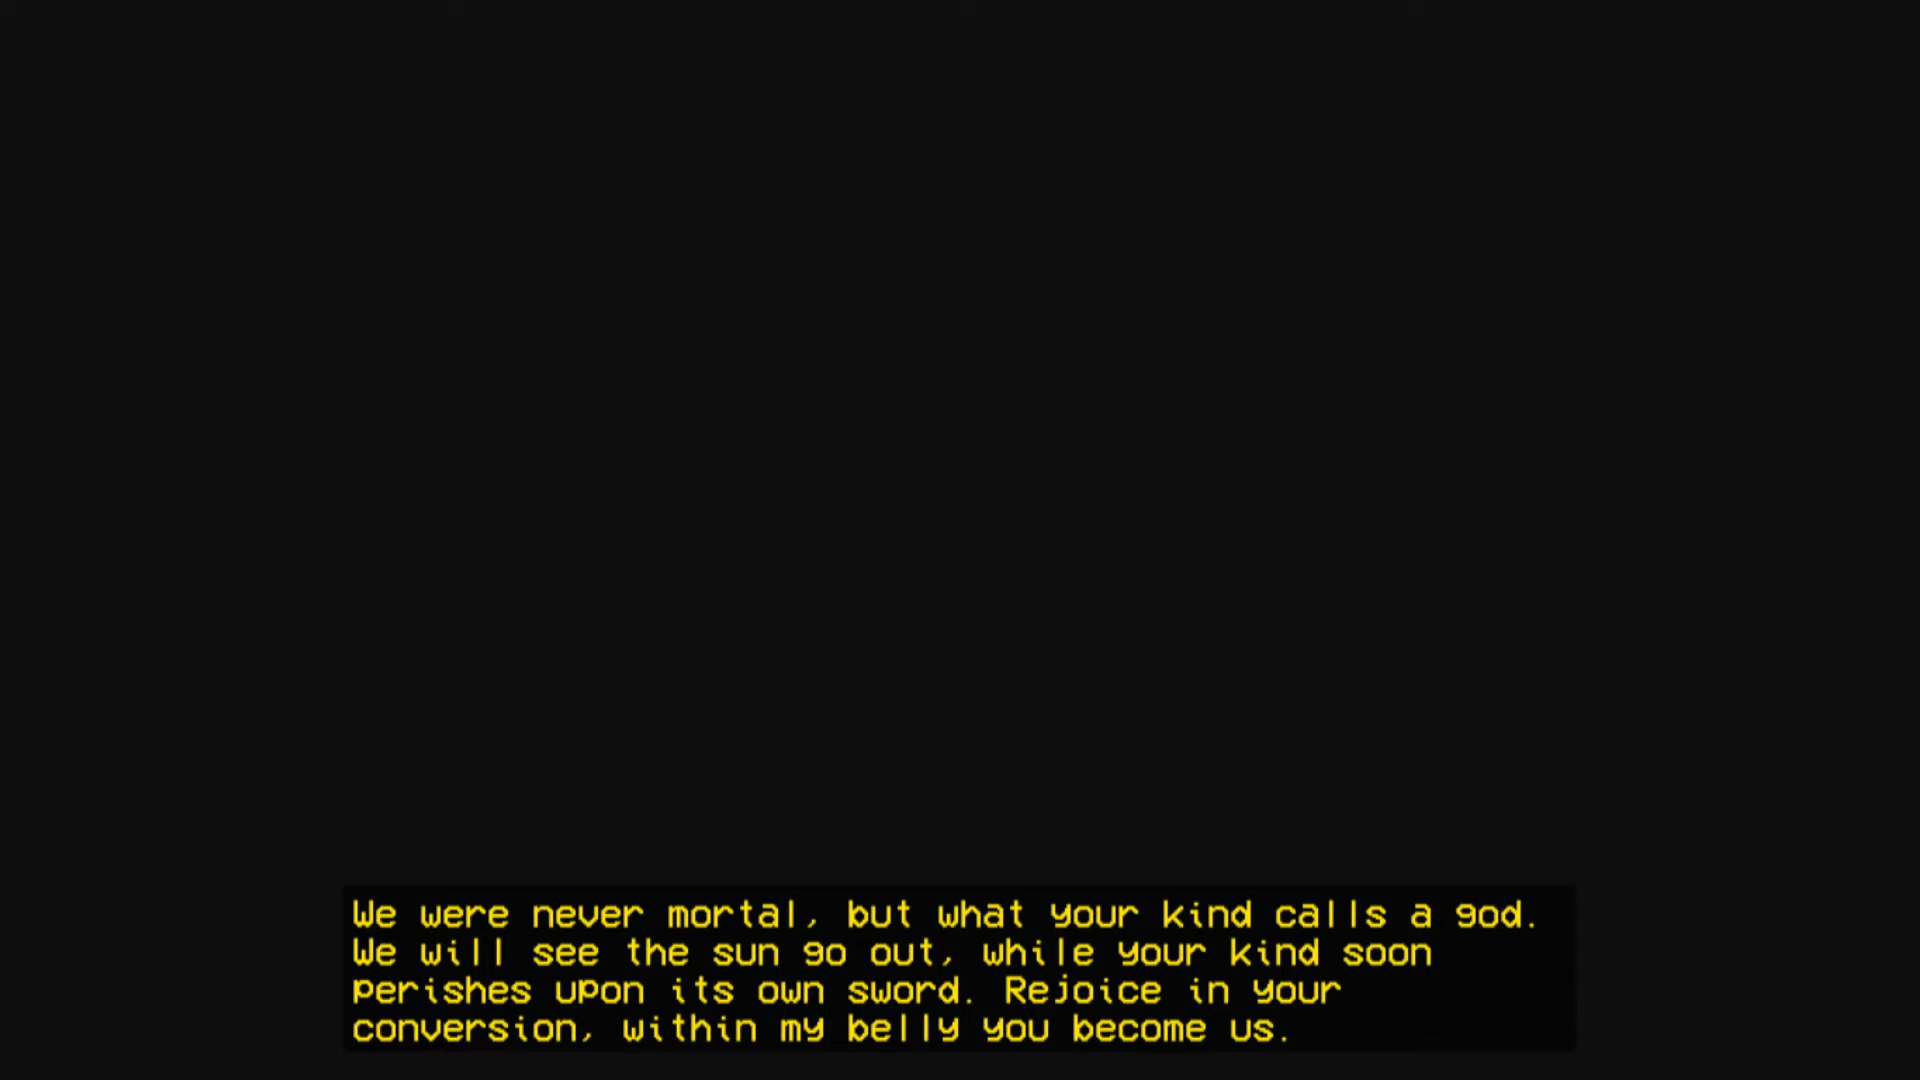 We were never mortal, but what your kind calls a god.
We will see the sun go out, while your kind soon
perishes upon its own sword. Rejoice in your
conversion, within my belly you become us.